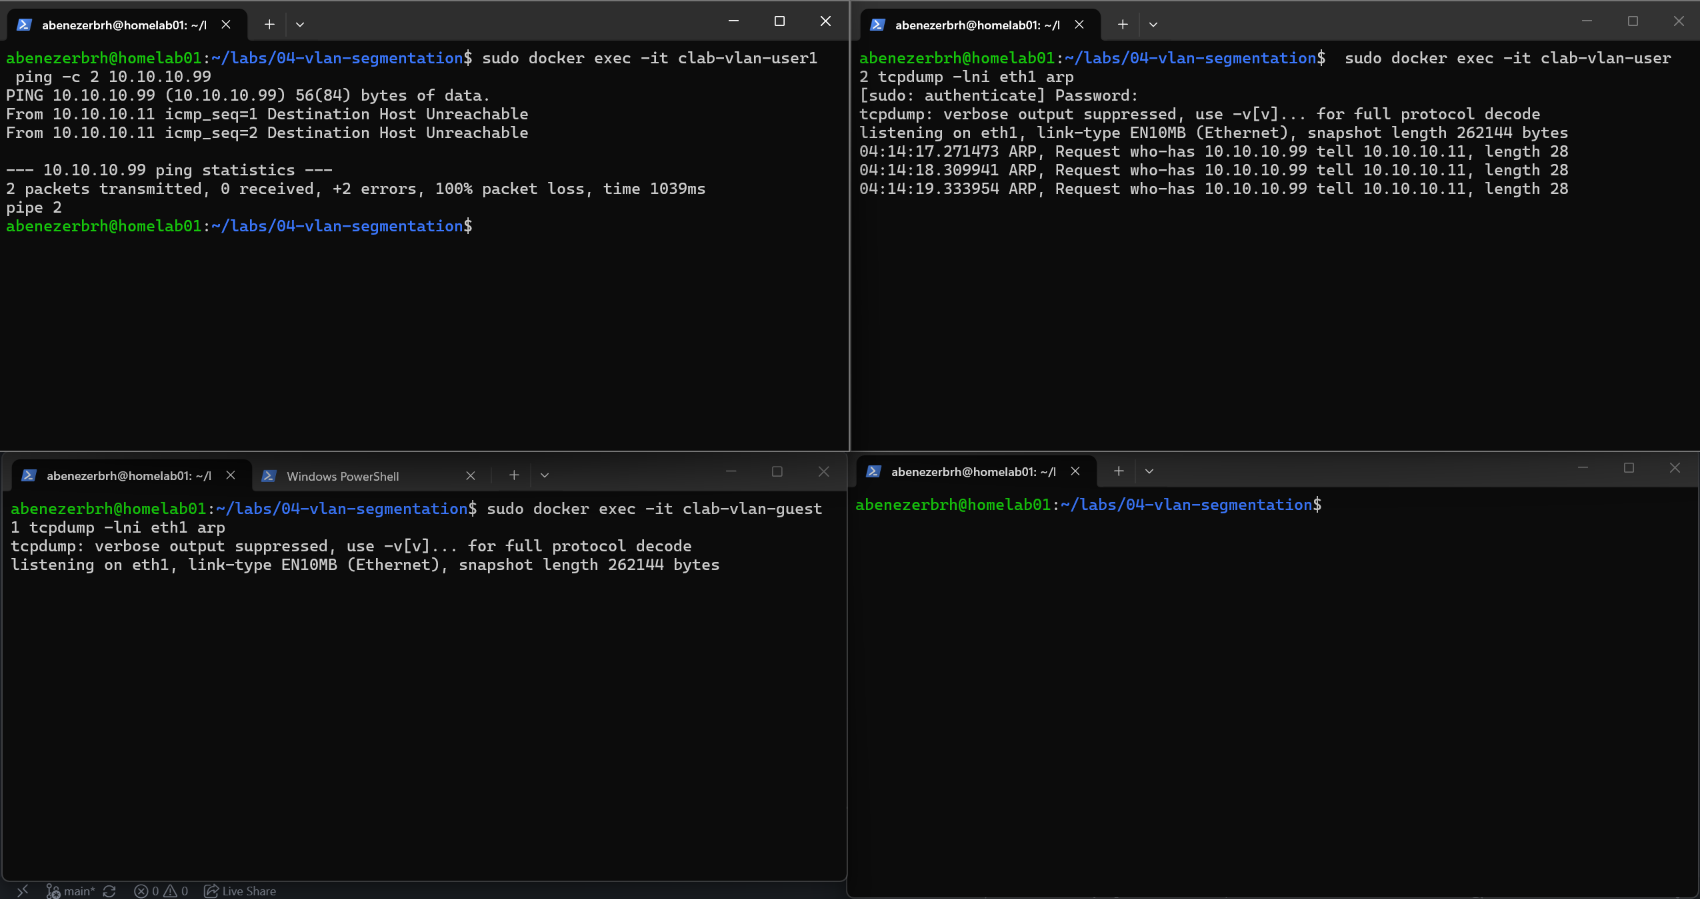 abenezerbrh@homelab01: ~/l
abenezerbrh@homelab01:~/labs/04-vlan-segmentation$ sudo docker exec -it clab-vlan-user1
 ping -c 2 10.10.10.99
PING 10.10.10.99 (10.10.10.99) 56(84) bytes of data.
From 10.10.10.11 icmp_seq=1 Destination Host Unreachable
From 10.10.10.11 icmp_seq=2 Destination Host Unreachable
--- 10.10.10.99 ping statistics ---
2 packets transmitted, 0 received, +2 errors, 100% packet loss, time 1039ms
pipe 2
abenezerbrh@homelab01:~/labs/04-vlan-segmentation$
abenezerbrh@homelab01: ~/l
abenezerbrh@homelab01:~/labs/04-vlan-segmentation$  sudo docker exec -it clab-vlan-user
2 tcpdump -lni eth1 arp
[sudo: authenticate] Password:
tcpdump: verbose output suppressed, use -v[v]... for full protocol decode
listening on eth1, link-type EN10MB (Ethernet), snapshot length 262144 bytes
04:14:17.271473 ARP, Request who-has 10.10.10.99 tell 10.10.10.11, length 28
04:14:18.309941 ARP, Request who-has 10.10.10.99 tell 10.10.10.11, length 28
04:14:19.333954 ARP, Request who-has 10.10.10.99 tell 10.10.10.11, length 28
abenezerbrh@homelab01: ~/l
Windows PowerShell
abenezerbrh@homelab01:~/labs/04-vlan-segmentation$ sudo docker exec -it clab-vlan-guest
1 tcpdump -lni eth1 arp
tcpdump: verbose output suppressed, use -v[v]... for full protocol decode
listening on eth1, link-type EN10MB (Ethernet), snapshot length 262144 bytes
abenezerbrh@homelab01: ~/l
abenezerbrh@homelab01:~/labs/04-vlan-segmentation$
main* 0 0 Live Share